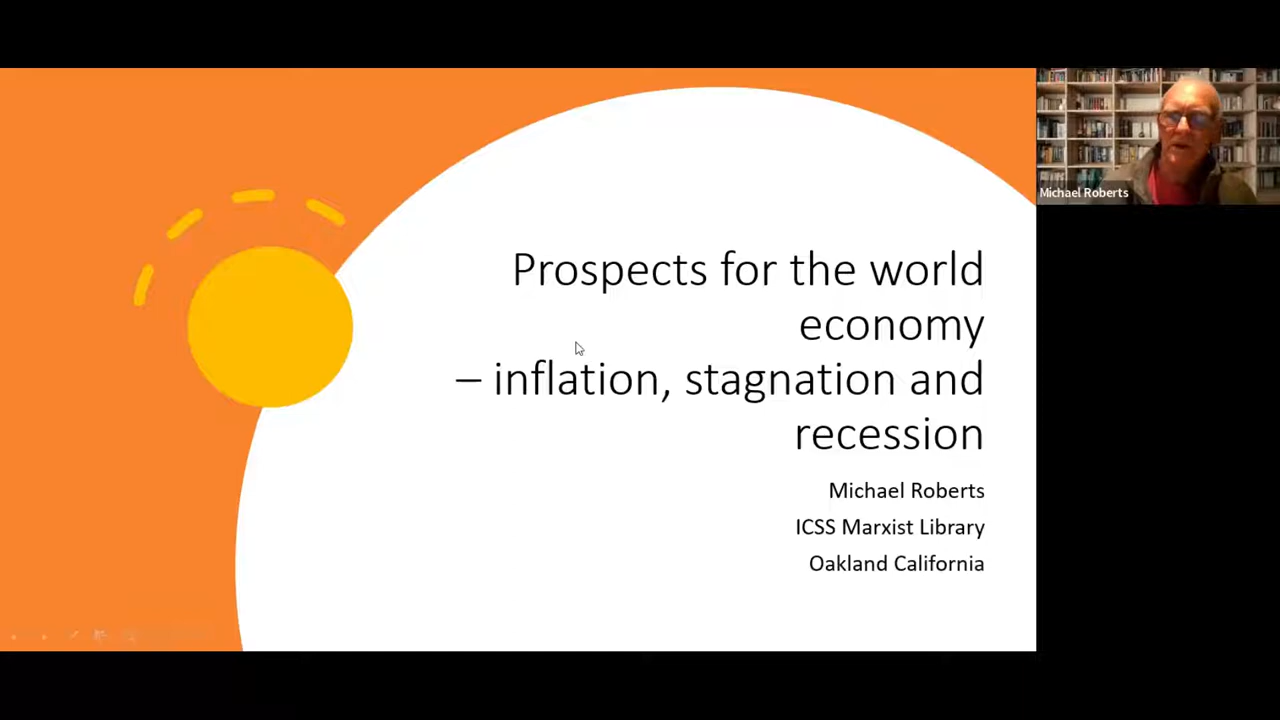 Prospects for the world
economy
– inflation, stagnation and
recession
Michael Roberts
ICSS Marxist Library
Oakland California
Michael Roberts